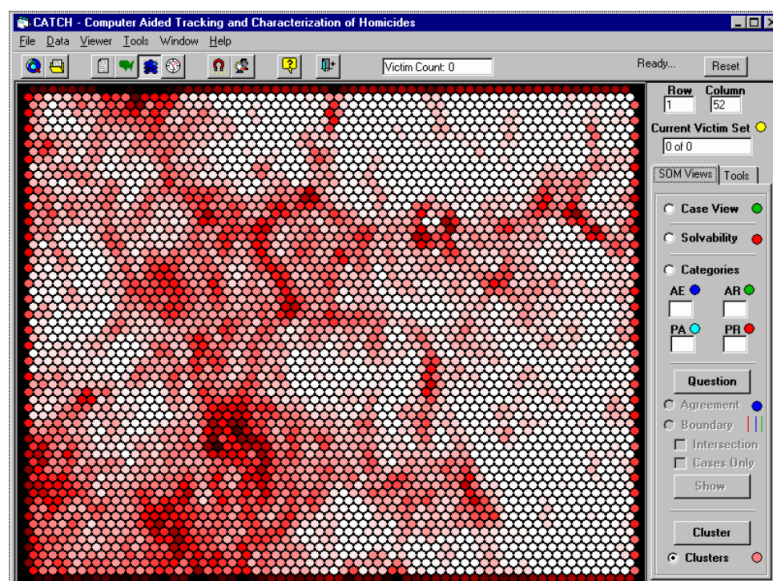 CATCH - Computer Aided Tracking and Characterization of Homicides
File Data Viewer Tools Window Help
Victim Count: 0
Ready...
Reset
Row Column
1 52
Current Victim Set
0 of 0
SOM Views Tools
Case View
Solvability
Categories
AE AR
PA PR
Question
Agreement
Boundary
Intersection
Cases Only
Show
Cluster
Clusters